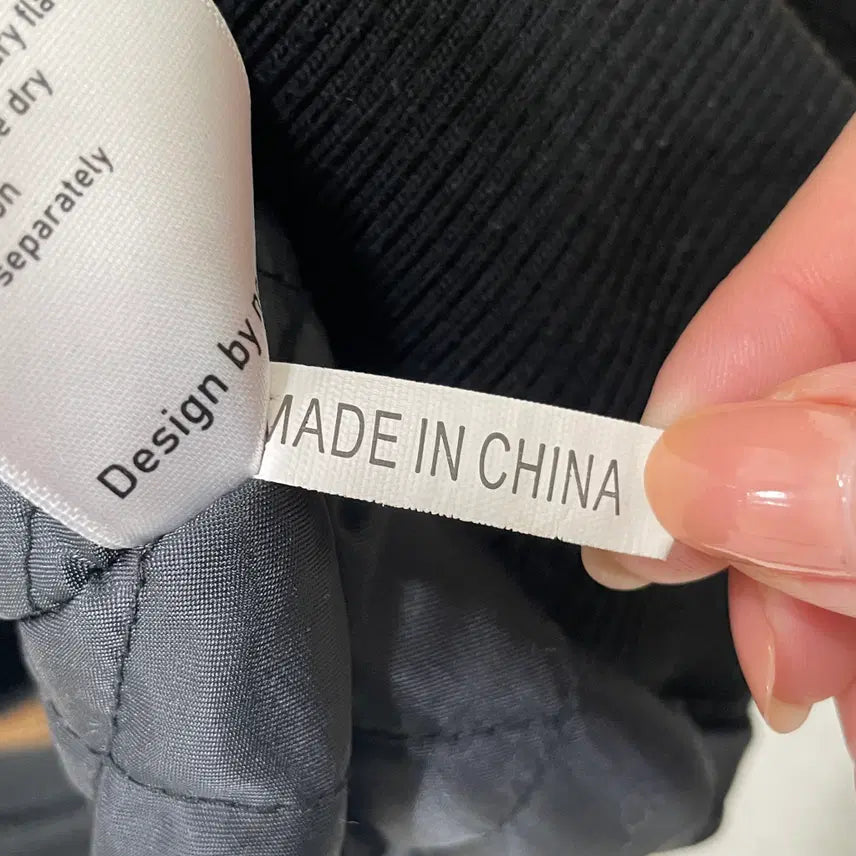 dry
separately
Design by
MADE IN CHINA